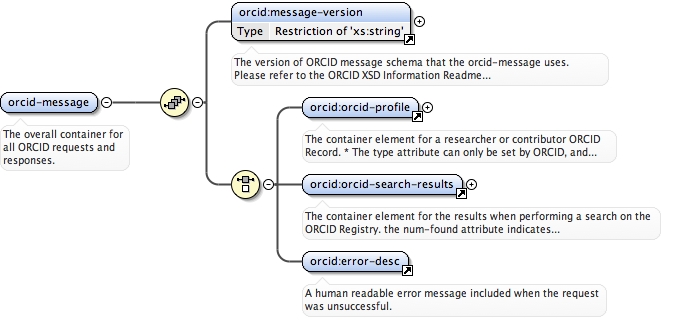 orcid:message-version
Type Restriction of 'xs:string'
The version of ORCID message schema that the orcid-message uses.
Please refer to the ORCID XSD Information Readme...
orcid-message
The overall container for
all ORCID requests and
responses.
orcid:orcid-profile
The container element for a researcher or contributor ORCID
Record. * The type attribute can only be set by ORCID, and...
orcid:orcid-search-results
The container element for the results when performing a search on the
ORCID Registry. the num-found attribute indicates...
orcid:error-desc
A human readable error message included when the request
was unsuccessful.